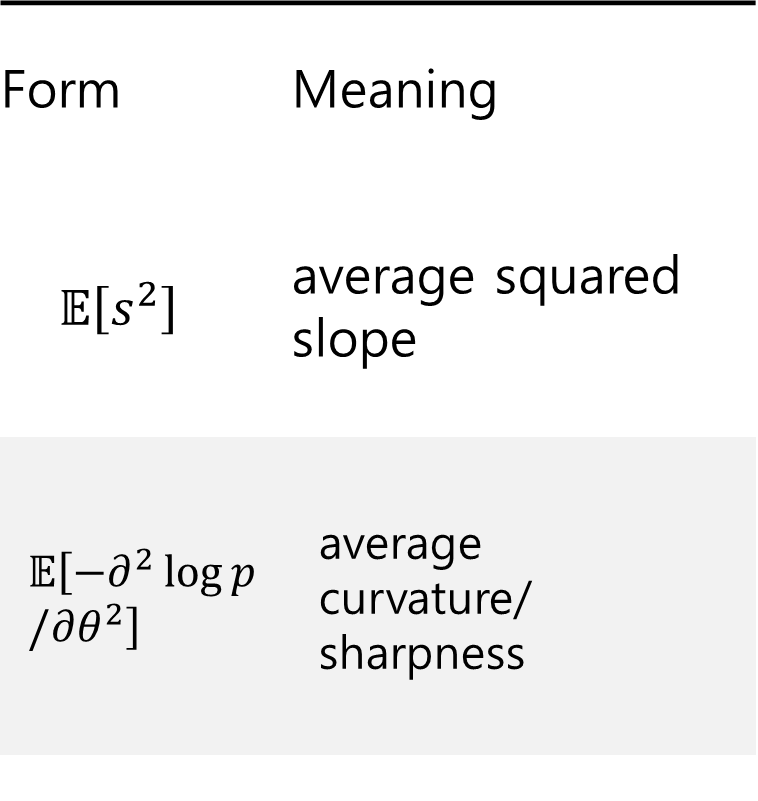 Form Meaning
𝔼[s²] average squared
slope
𝔼[−∂² log p
/∂θ²]
average
curvature/
sharpness